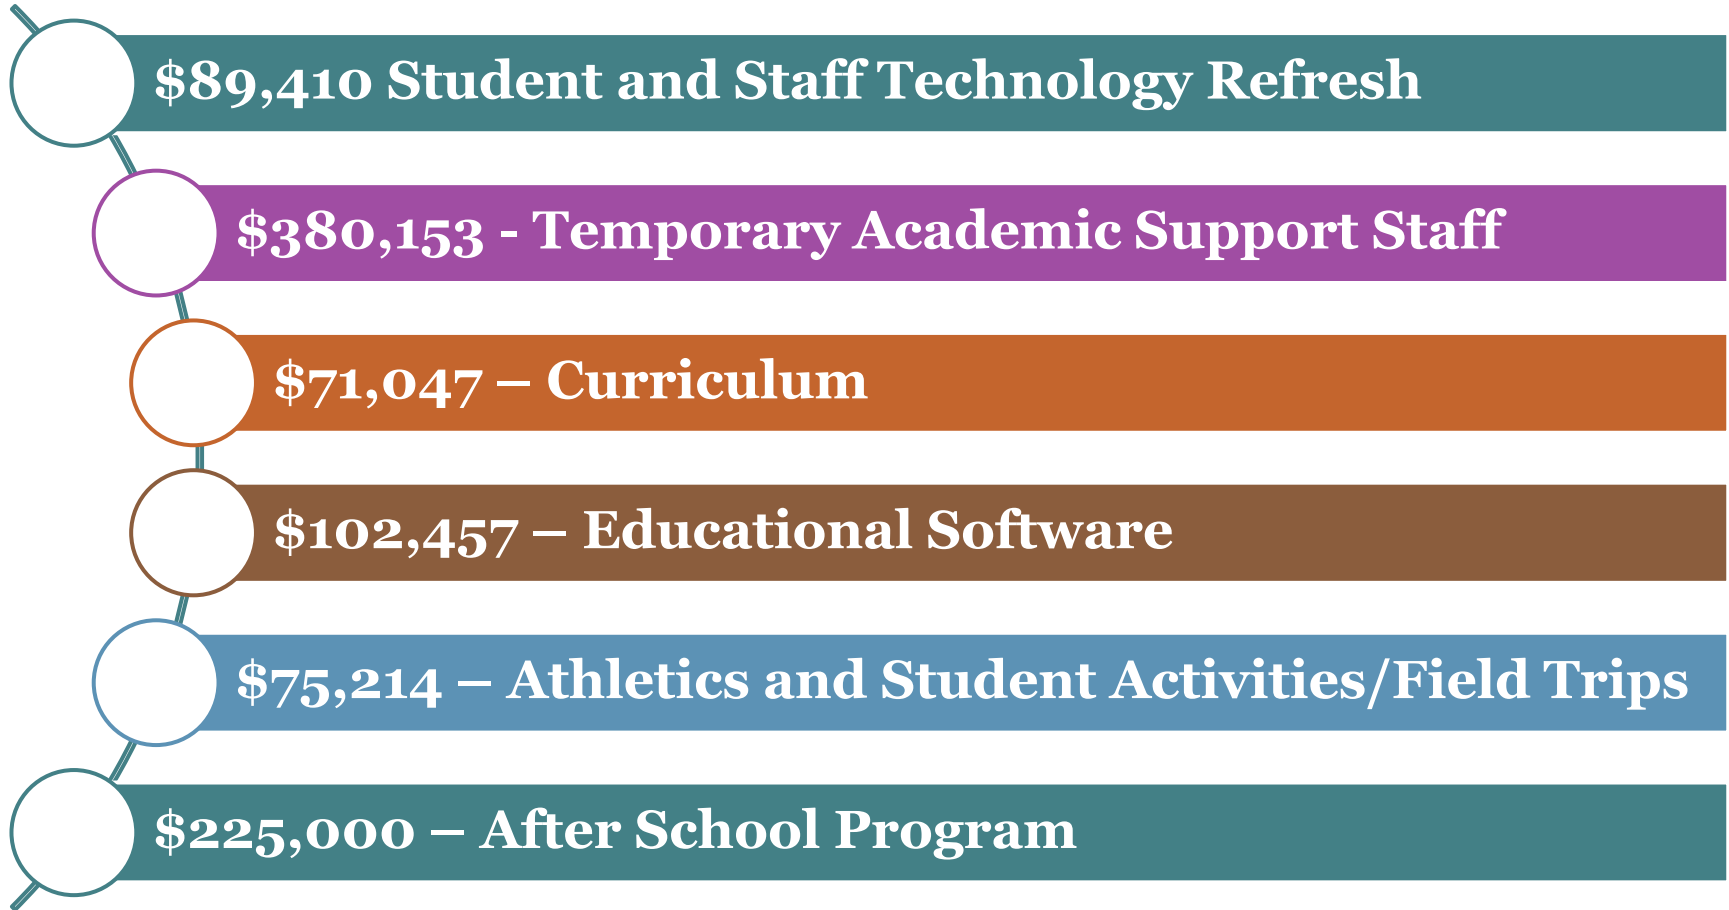 $89,410 Student and Staff Technology Refresh
$380,153 - Temporary Academic Support Staff
$71,047 – Curriculum
$102,457 – Educational Software
$75,214 – Athletics and Student Activities/Field Trips
$225,000 – After School Program